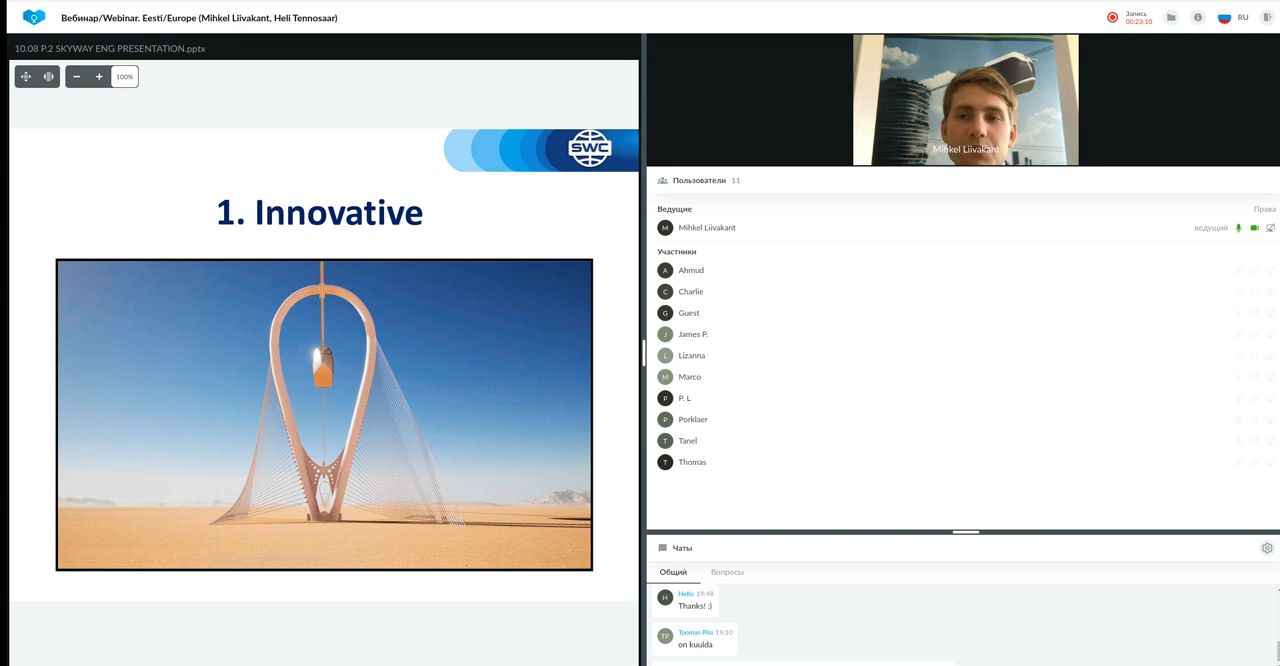 Вебинар/Webinar. Eesti/Europe (Mihkel Liivakant, Heli Tennosaar)
Запись
00:23:10
RU
10.08 P.2 SKYWAY ENG PRESENTATION.pptx
100%
SWC
1. Innovative
Mihkel Liivakant
Пользователи 11
Ведущие Права
M Mihkel Liivakant ведущий
Участники
A Ahmud
C Charlie
G Guest
J James P.
L Lizanna
M Marco
P P. L
P Porklaer
T Tanel
T Thomas
Чаты
Общий Вопросы
H Hello 19:48
Thanks! :)
TP Toomas Piia 19:10
on kuulda